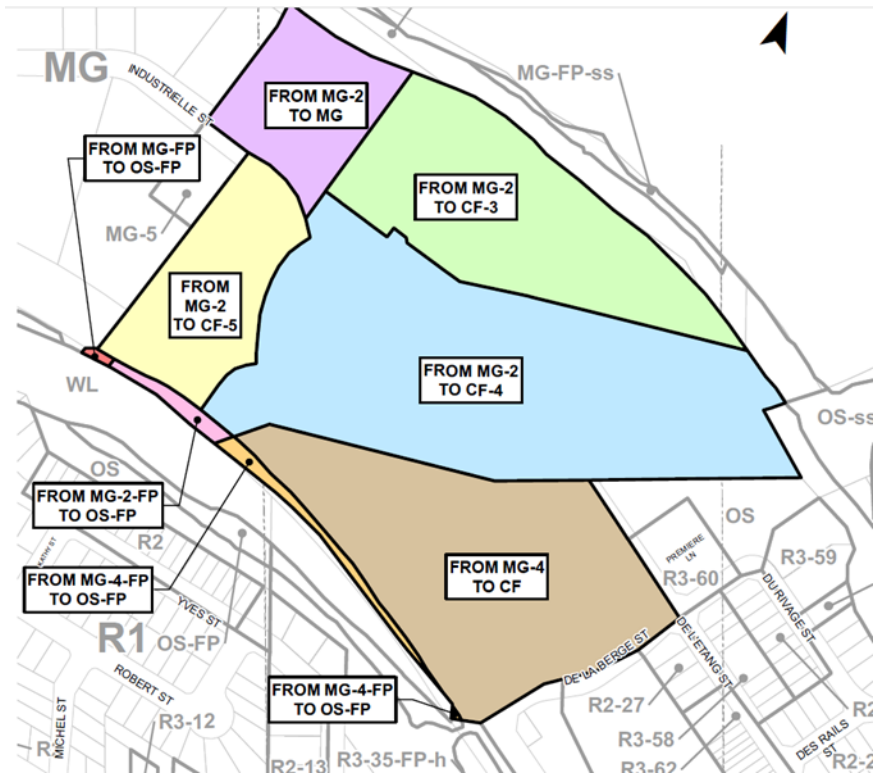 MG
INDUSTRIELLE ST
FROM MG-2
TO MG
MG-FP-ss
FROM MG-FP
TO OS-FP
FROM MG-2
TO CF-3
MG-5
FROM
MG-2
TO CF-5
WL
FROM MG-2
TO CF-4
OS-ss
OS
FROM MG-2-FP
TO OS-FP
R2
KATHY ST
OS
PREMIERE
LN
R3-59
FROM MG-4
TO CF
R3-60
FROM MG-4-FP
TO OS-FP
YVES ST
DU RIVAGE ST
R1
OS-FP
DE LA BERGE ST
DE L'ETANG ST
ROBERT ST
FROM MG-4-FP
TO OS-FP
R2-27
MICHEL ST
R3-12
R3-58
DES RAILS
ST
R2-13
R3-35-FP-h
R3-62
R2-2